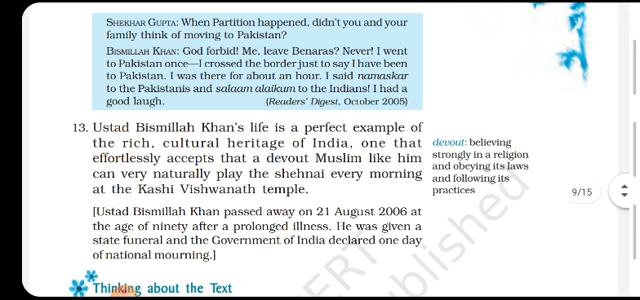 SHEKHAR GUPTA: When Partition happened, didn't you and your
family think of moving to Pakistan?
BISMILLAH KHAN: God forbid! Me, leave Benaras? Never! I went
to Pakistan once—I crossed the border just to say I have been
to Pakistan. I was there for about an hour. I said namaskar
to the Pakistanis and salaam alaikum to the Indians! I had a
good laugh. (Readers' Digest, October 2005)
13. Ustad Bismillah Khan's life is a perfect example of
the rich, cultural heritage of India, one that
effortlessly accepts that a devout Muslim like him
can very naturally play the shehnai every morning
at the Kashi Vishwanath temple.
devout: believing
strongly in a religion
and obeying its laws
and following its
practices
9/15
[Ustad Bismillah Khan passed away on 21 August 2006 at
the age of ninety after a prolonged illness. He was given a
state funeral and the Government of India declared one day
of national mourning.]
Thinking about the Text